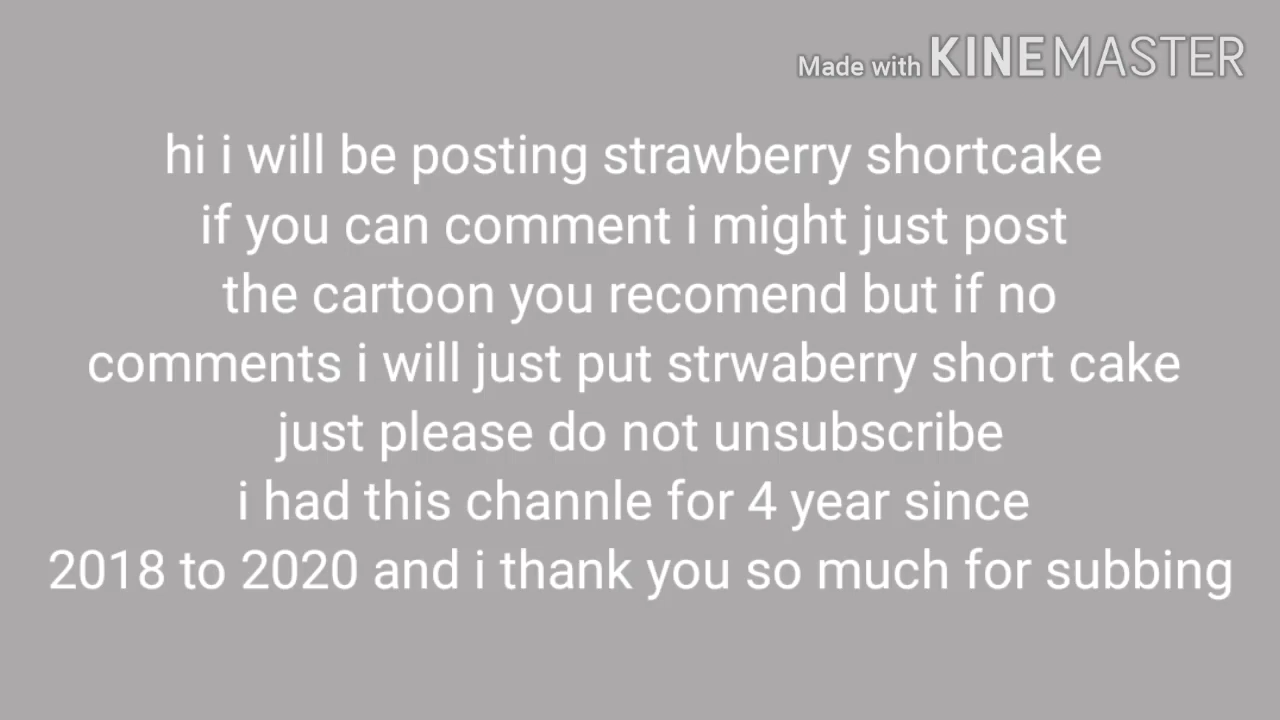 Made with KINEMASTER
hi i will be posting strawberry shortcake
if you can comment i might just post
the cartoon you recomend but if no
comments i will just put strwaberry short cake
just please do not unsubscribe
i had this channle for 4 year since
2018 to 2020 and i thank you so much for subbing